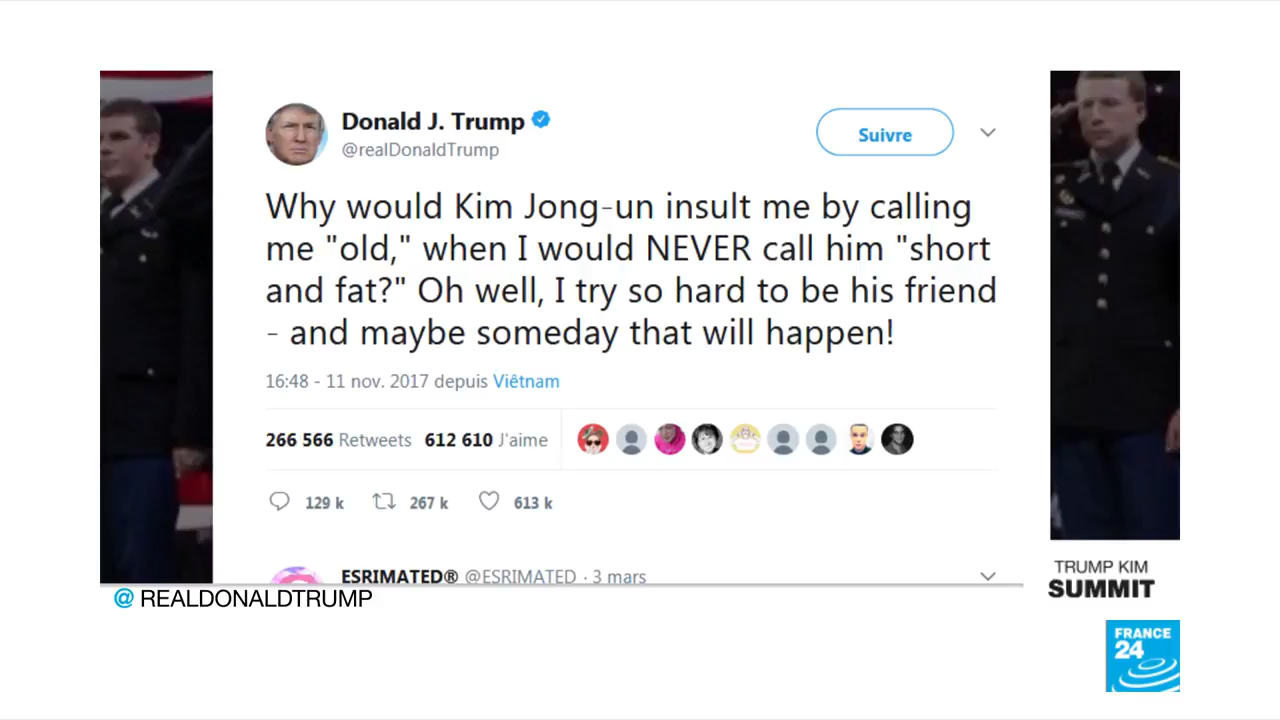 Donald J. Trump
@realDonaldTrump
Suivre
Why would Kim Jong-un insult me by calling
me "old," when I would NEVER call him "short
and fat?" Oh well, I try so hard to be his friend
- and maybe someday that will happen!
16:48 - 11 nov. 2017 depuis Viêtnam
266 566 Retweets 612 610 J'aime
129 k 267 k 613 k
ESRIMATED® @ESRIMATED · 3 mars
@ REALDONALDTRUMP
TRUMP KIM
SUMMIT
FRANCE
24